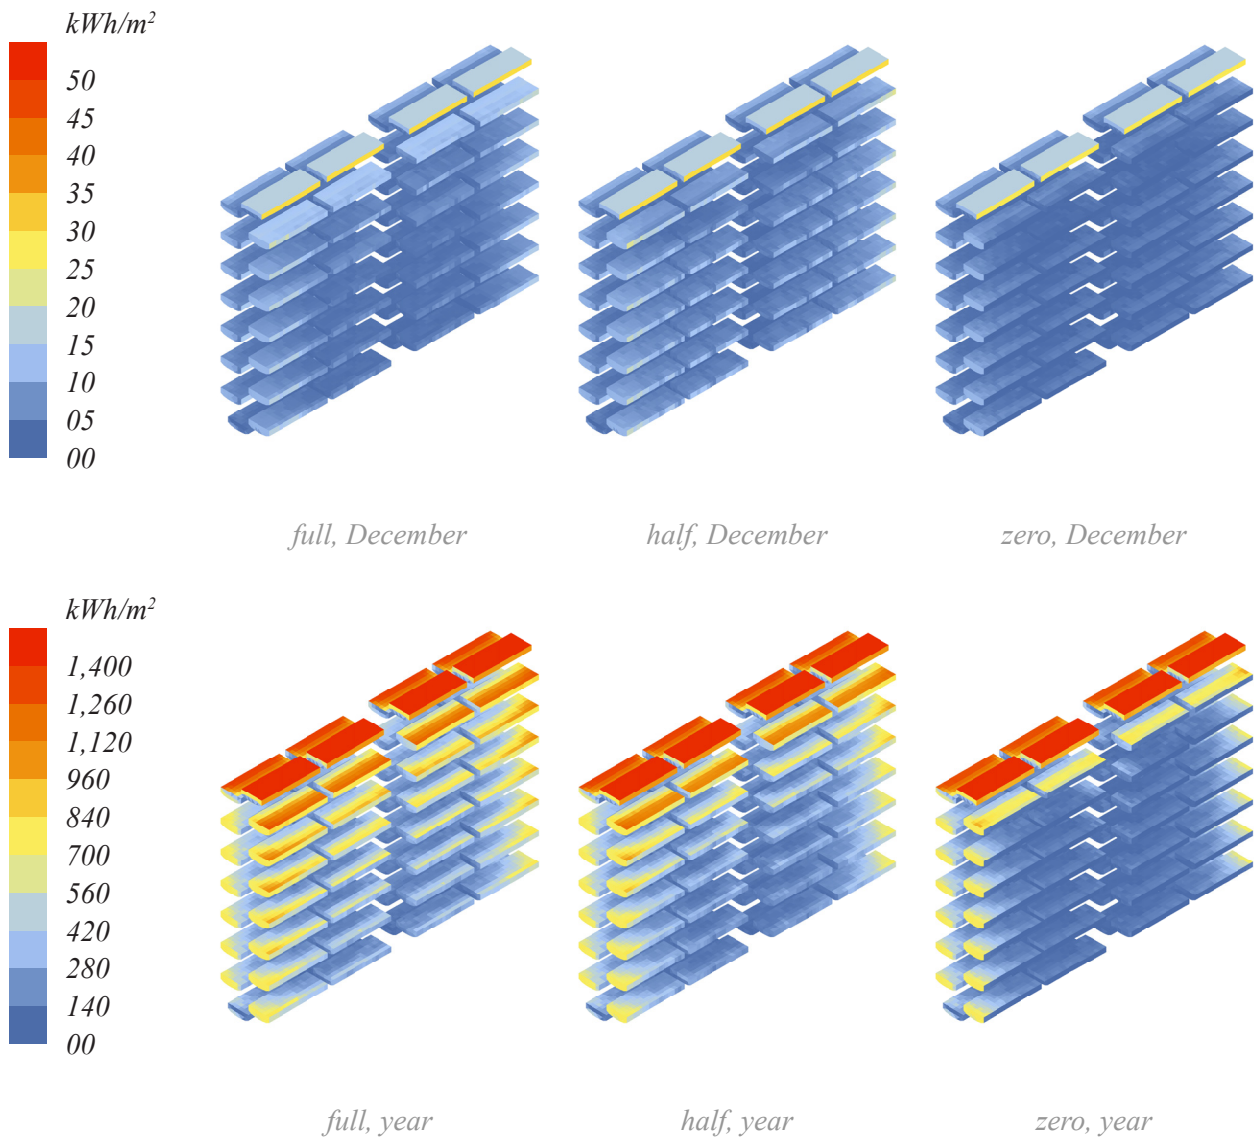 kWh/m²
50
45
40
35
30
25
20
15
10
05
00
full, December
half, December
zero, December
kWh/m²
1,400
1,260
1,120
960
840
700
560
420
280
140
00
full, year
half, year
zero, year